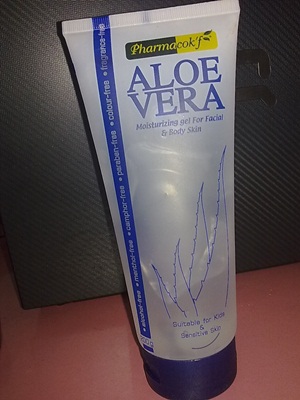 Pharmacok'f
ALOE
VERA
Moisturizing gel For Facial
& Body Skin
alcohol-free • menthol-free • camphor-free • paraben-free • colour-free • fragrance-free
Suitable for Kids
&
Sensitive Skin